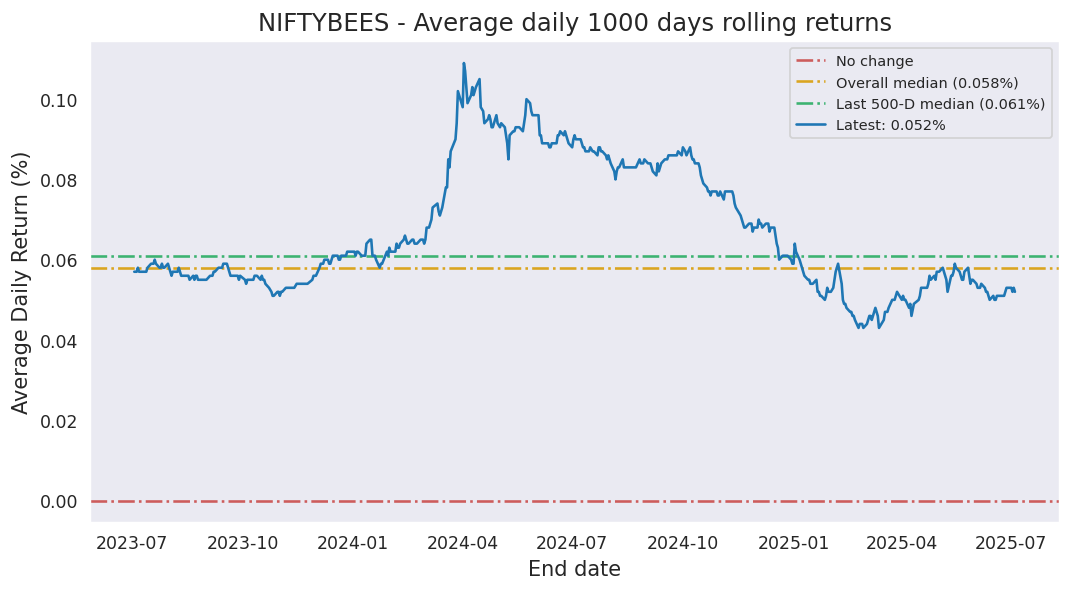 NIFTYBEES - Average daily 1000 days rolling returns
No change
Overall median (0.058%)
Last 500-D median (0.061%)
Latest: 0.052%
Average Daily Return (%)
0.10
0.08
0.06
0.04
0.02
0.00
2023-07 2023-10 2024-01 2024-04 2024-07 2024-10 2025-01 2025-04 2025-07
End date